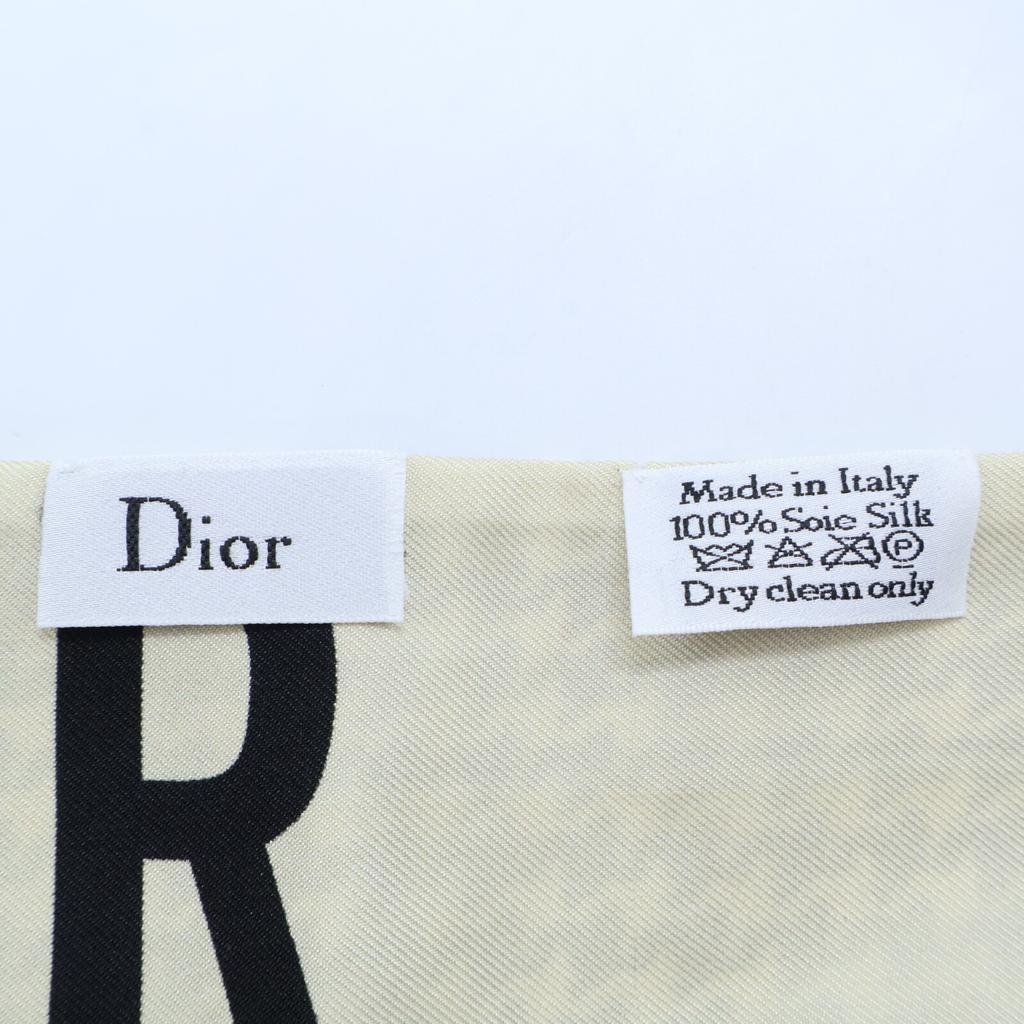 Dior
Made in Italy
100% Soie Silk
P
Dry clean only
R